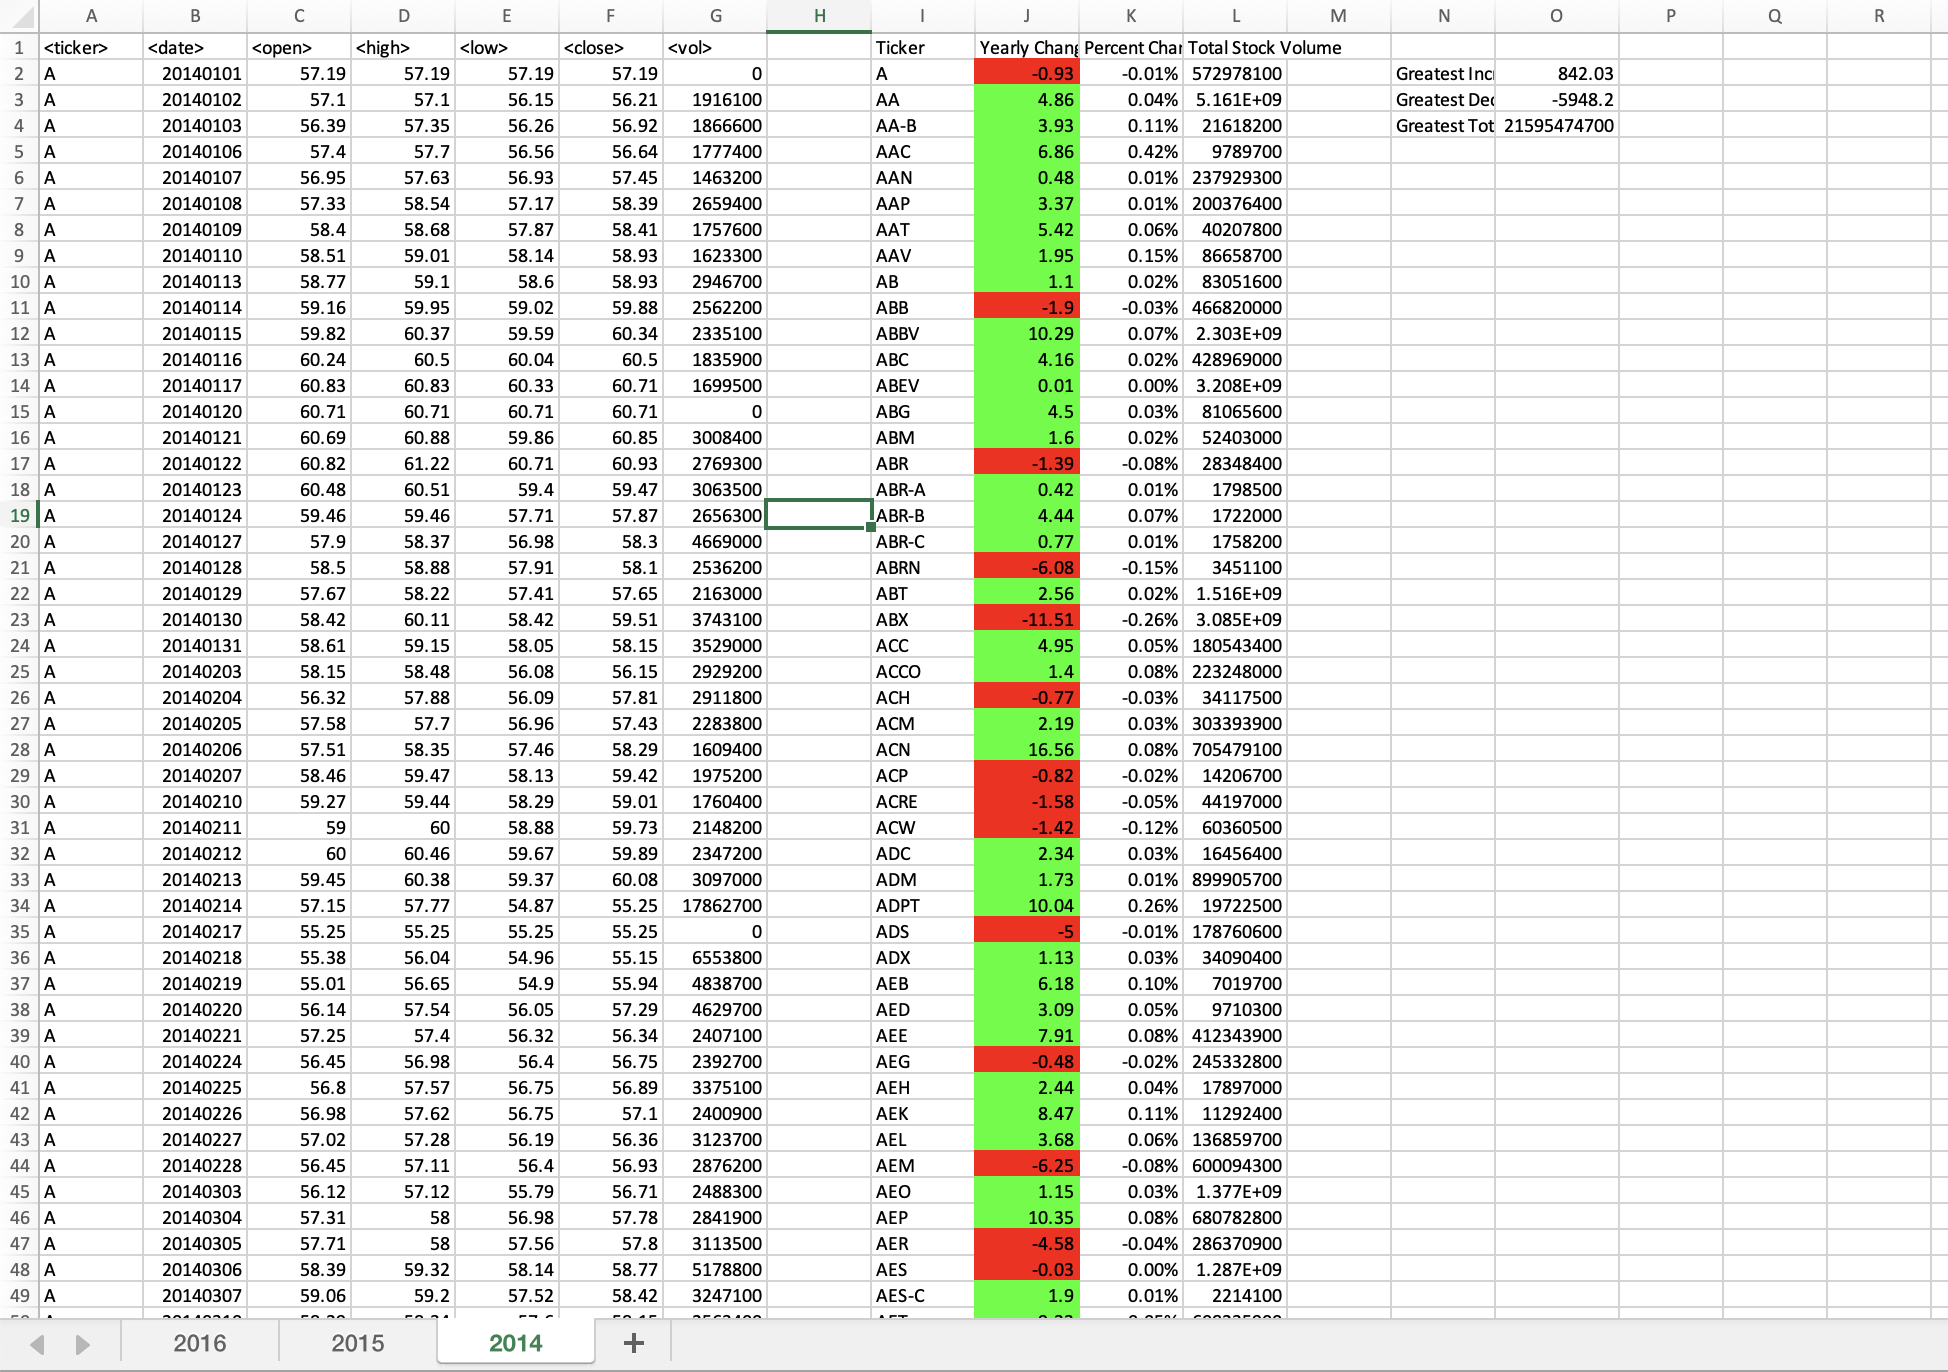 A B C D E F G H I J K L M N O P Q R
1 <ticker> <date> <open> <high> <low> <close> <vol> Ticker Yearly Chang Percent Char Total Stock Volume
2 A 20140101 57.19 57.19 57.19 57.19 0 A -0.93 -0.01% 572978100 Greatest Inc 842.03
3 A 20140102 57.1 57.1 56.15 56.21 1916100 AA 4.86 0.04% 5.161E+09 Greatest Dec -5948.2
4 A 20140103 56.39 57.35 56.26 56.92 1866600 AA-B 3.93 0.11% 21618200 Greatest Tot 21595474700
5 A 20140106 57.4 57.7 56.56 56.64 1777400 AAC 6.86 0.42% 9789700
6 A 20140107 56.95 57.63 56.93 57.45 1463200 AAN 0.48 0.01% 237929300
7 A 20140108 57.33 58.54 57.17 58.39 2659400 AAP 3.37 0.01% 200376400
8 A 20140109 58.4 58.68 57.87 58.41 1757600 AAT 5.42 0.06% 40207800
9 A 20140110 58.51 59.01 58.14 58.93 1623300 AAV 1.95 0.15% 86658700
10 A 20140113 58.77 59.1 58.6 58.93 2946700 AB 1.1 0.02% 83051600
11 A 20140114 59.16 59.95 59.02 59.88 2562200 ABB -1.9 -0.03% 466820000
12 A 20140115 59.82 60.37 59.59 60.34 2335100 ABBV 10.29 0.07% 2.303E+09
13 A 20140116 60.24 60.5 60.04 60.5 1835900 ABC 4.16 0.02% 428969000
14 A 20140117 60.83 60.83 60.33 60.71 1699500 ABEV 0.01 0.00% 3.208E+09
15 A 20140120 60.71 60.71 60.71 60.71 0 ABG 4.5 0.03% 81065600
16 A 20140121 60.69 60.88 59.86 60.85 3008400 ABM 1.6 0.02% 52403000
17 A 20140122 60.82 61.22 60.71 60.93 2769300 ABR -1.39 -0.08% 28348400
18 A 20140123 60.48 60.51 59.4 59.47 3063500 ABR-A 0.42 0.01% 1798500
19 A 20140124 59.46 59.46 57.71 57.87 2656300 ABR-B 4.44 0.07% 1722000
20 A 20140127 57.9 58.37 56.98 58.3 4669000 ABR-C 0.77 0.01% 1758200
21 A 20140128 58.5 58.88 57.91 58.1 2536200 ABRN -6.08 -0.15% 3451100
22 A 20140129 57.67 58.22 57.41 57.65 2163000 ABT 2.56 0.02% 1.516E+09
23 A 20140130 58.42 60.11 58.42 59.51 3743100 ABX -11.51 -0.26% 3.085E+09
24 A 20140131 58.61 59.15 58.05 58.15 3529000 ACC 4.95 0.05% 180543400
25 A 20140203 58.15 58.48 56.08 56.15 2929200 ACCO 1.4 0.08% 223248000
26 A 20140204 56.32 57.88 56.09 57.81 2911800 ACH -0.77 -0.03% 34117500
27 A 20140205 57.58 57.7 56.96 57.43 2283800 ACM 2.19 0.03% 303393900
28 A 20140206 57.51 58.35 57.46 58.29 1609400 ACN 16.56 0.08% 705479100
29 A 20140207 58.46 59.47 58.13 59.42 1975200 ACP -0.82 -0.02% 14206700
30 A 20140210 59.27 59.44 58.29 59.01 1760400 ACRE -1.58 -0.05% 44197000
31 A 20140211 59 60 58.88 59.73 2148200 ACW -1.42 -0.12% 60360500
32 A 20140212 60 60.46 59.67 59.89 2347200 ADC 2.34 0.03% 16456400
33 A 20140213 59.45 60.38 59.37 60.08 3097000 ADM 1.73 0.01% 899905700
34 A 20140214 57.15 57.77 54.87 55.25 17862700 ADPT 10.04 0.26% 19722500
35 A 20140217 55.25 55.25 55.25 55.25 0 ADS -5 -0.01% 178760600
36 A 20140218 55.38 56.04 54.96 55.15 6553800 ADX 1.13 0.03% 34090400
37 A 20140219 55.01 56.65 54.9 55.94 4838700 AEB 6.18 0.10% 7019700
38 A 20140220 56.14 57.54 56.05 57.29 4629700 AED 3.09 0.05% 9710300
39 A 20140221 57.25 57.4 56.32 56.34 2407100 AEE 7.91 0.08% 412343900
40 A 20140224 56.45 56.98 56.4 56.75 2392700 AEG -0.48 -0.02% 245332800
41 A 20140225 56.8 57.57 56.75 56.89 3375100 AEH 2.44 0.04% 17897000
42 A 20140226 56.98 57.62 56.75 57.1 2400900 AEK 8.47 0.11% 11292400
43 A 20140227 57.02 57.28 56.19 56.36 3123700 AEL 3.68 0.06% 136859700
44 A 20140228 56.45 57.11 56.4 56.93 2876200 AEM -6.25 -0.08% 600094300
45 A 20140303 56.12 57.12 55.79 56.71 2488300 AEO 1.15 0.03% 1.377E+09
46 A 20140304 57.31 58 56.98 57.78 2841900 AEP 10.35 0.08% 680782800
47 A 20140305 57.71 58 57.56 57.8 3113500 AER -4.58 -0.04% 286370900
48 A 20140306 58.39 59.32 58.14 58.77 5178800 AES -0.03 0.00% 1.287E+09
49 A 20140307 59.06 59.2 57.52 58.42 3247100 AES-C 1.9 0.01% 2214100
2016 2015 2014 +